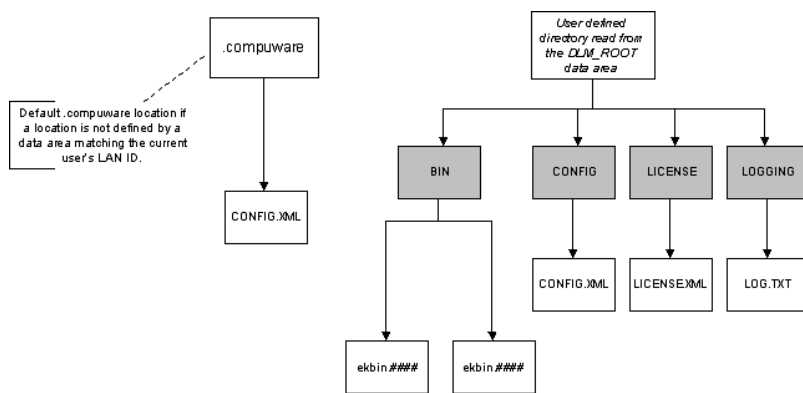 .compuware
Default .compuware location if
a location is not defined by a
data area matching the current
user's LAN ID.
CONFIG.XML
User defined
directory read from
the DLM_ROOT
data area
BIN
CONFIG
LICENSE
LOGGING
CONFIG.XML
LICENSE.XML
LOG.TXT
ekbin.####
ekbin.####